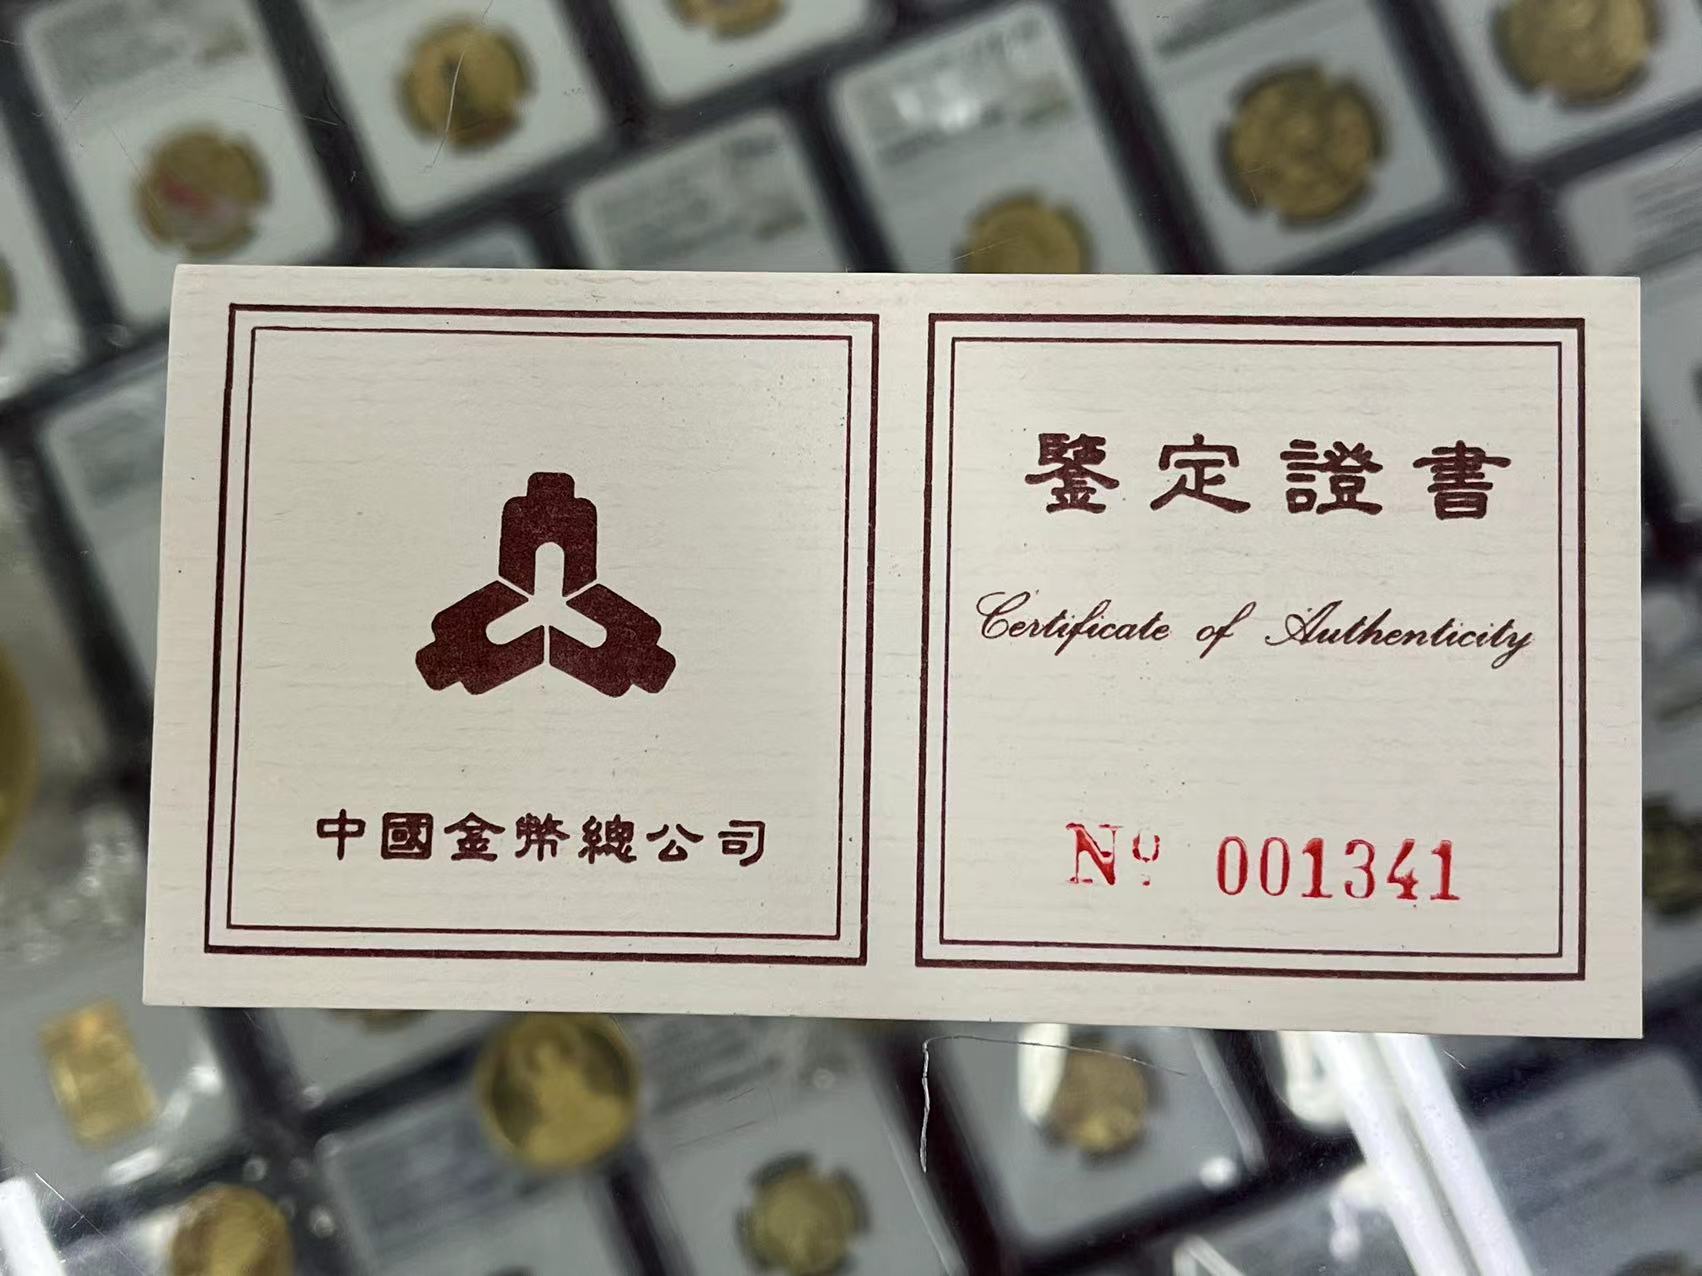 中國金幣總公司
鑒定證書
Certificate of Authenticity
Nº 001341